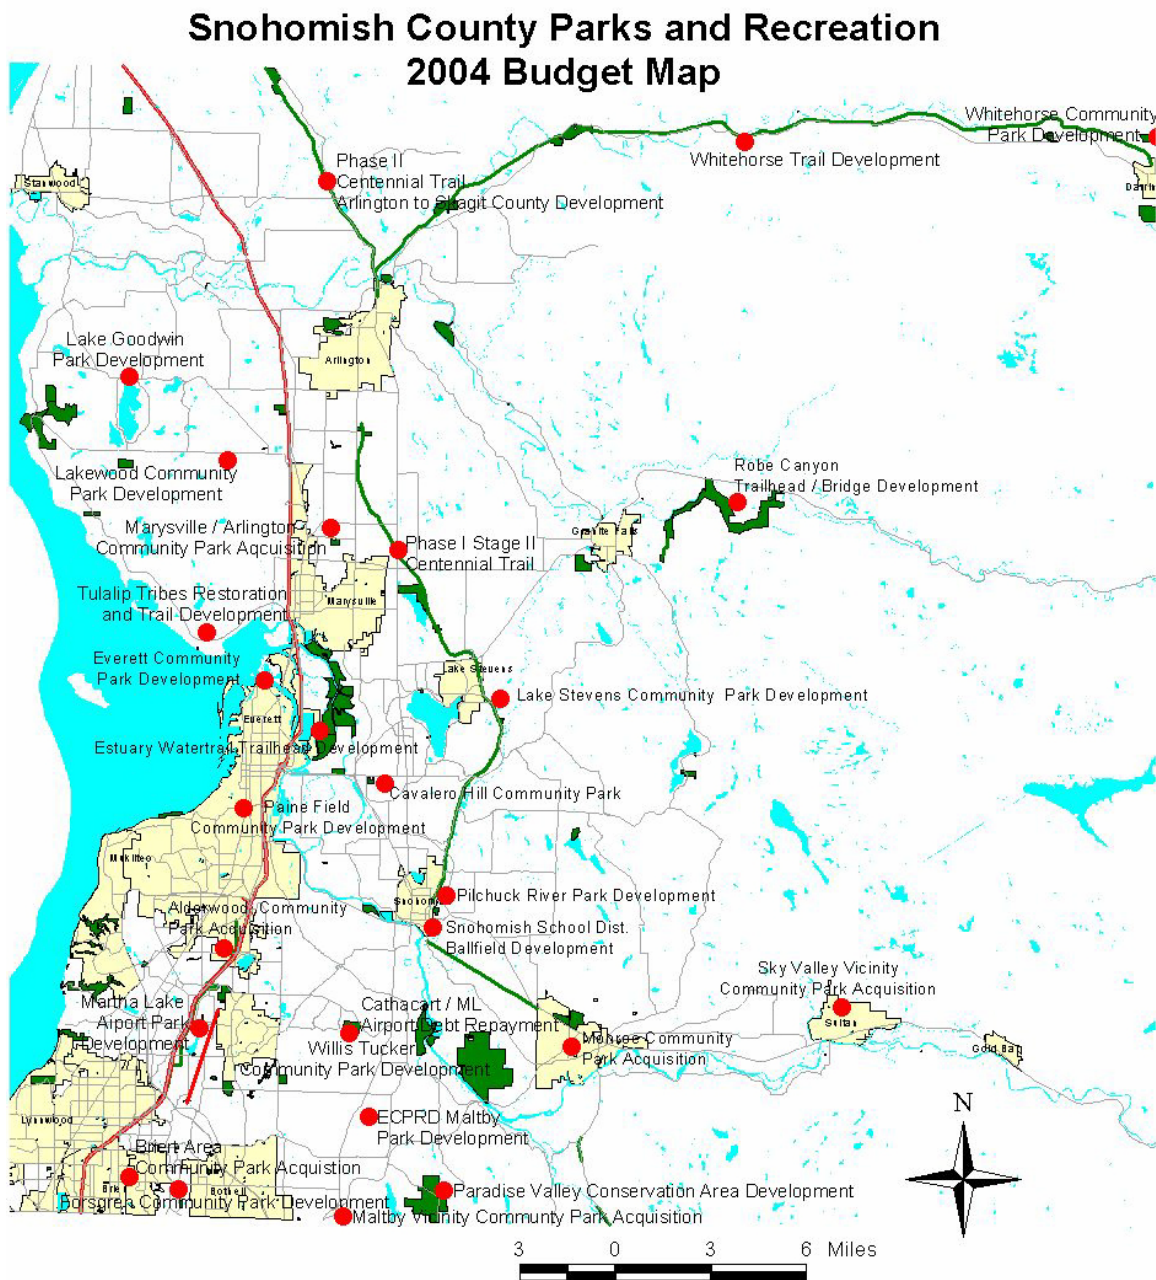 Snohomish County Parks and Recreation
2004 Budget Map
Whitehorse Community
Park Development
Whitehorse Trail Development
Phase II
Centennial Trail
Arlington to Skagit County Development
Stanwood
Lake Goodwin
Park Development
Arlington
Lakewood Community
Park Development
Robe Canyon
Trailhead / Bridge Development
Marysville / Arlington
Community Park Aqcuisition
Granite Falls
Phase I Stage II
Centennial Trail
Tulalip Tribes Restoration
and Trail Development
Marysville
Everett Community
Park Development
Lake Stevens
Lake Stevens Community Park Development
Everett
Estuary Watertrail Trailhead Development
Cavalero Hill Community Park
Paine Field
Community Park Development
Mukilteo
Pilchuck River Park Development
Alderwood Community
Park Acquisition
Snohomish School Dist.
Ballfield Development
Sky Valley Vicinity
Community Park Acquisition
Martha Lake
Aiport Park
Development
Cathacart / ML
Airport Debt Repayment
Sultan
Willis Tucker
Community Park Development
Monroe Community
Park Acquisition
Gold Bar
ECPRD Maltby
Park Development
Lynnwood
N
Briert Area
Community Park Acquistion
Brier
Bothell
Forsgren Community Park Development
Paradise Valley Conservation Area Development
Maltby Vicinity Communty Park Acquisition
3 0 3 6 Miles